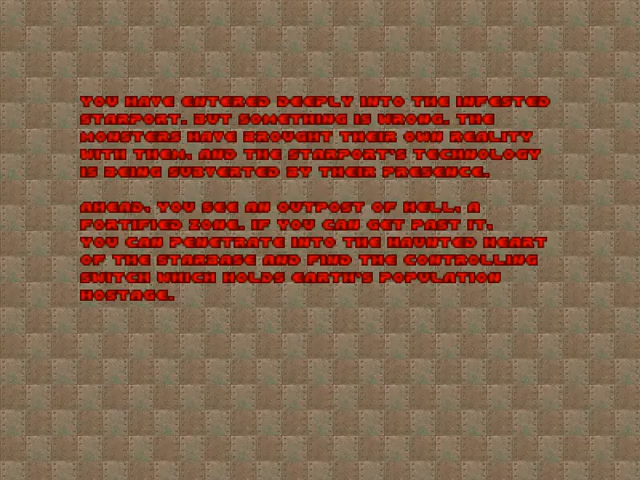 YOU HAVE ENTERED DEEPLY INTO THE INFESTED
STARPORT. BUT SOMETHING IS WRONG. THE
MONSTERS HAVE BROUGHT THEIR OWN REALITY
WITH THEM, AND THE STARPORT'S TECHNOLOGY
IS BEING SUBVERTED BY THEIR PRESENCE.
AHEAD, YOU SEE AN OUTPOST OF HELL, A
FORTIFIED ZONE. IF YOU CAN GET PAST IT,
YOU CAN PENETRATE INTO THE HAUNTED HEART
OF THE STARBASE AND FIND THE CONTROLLING
SWITCH WHICH HOLDS EARTH'S POPULATION
HOSTAGE.